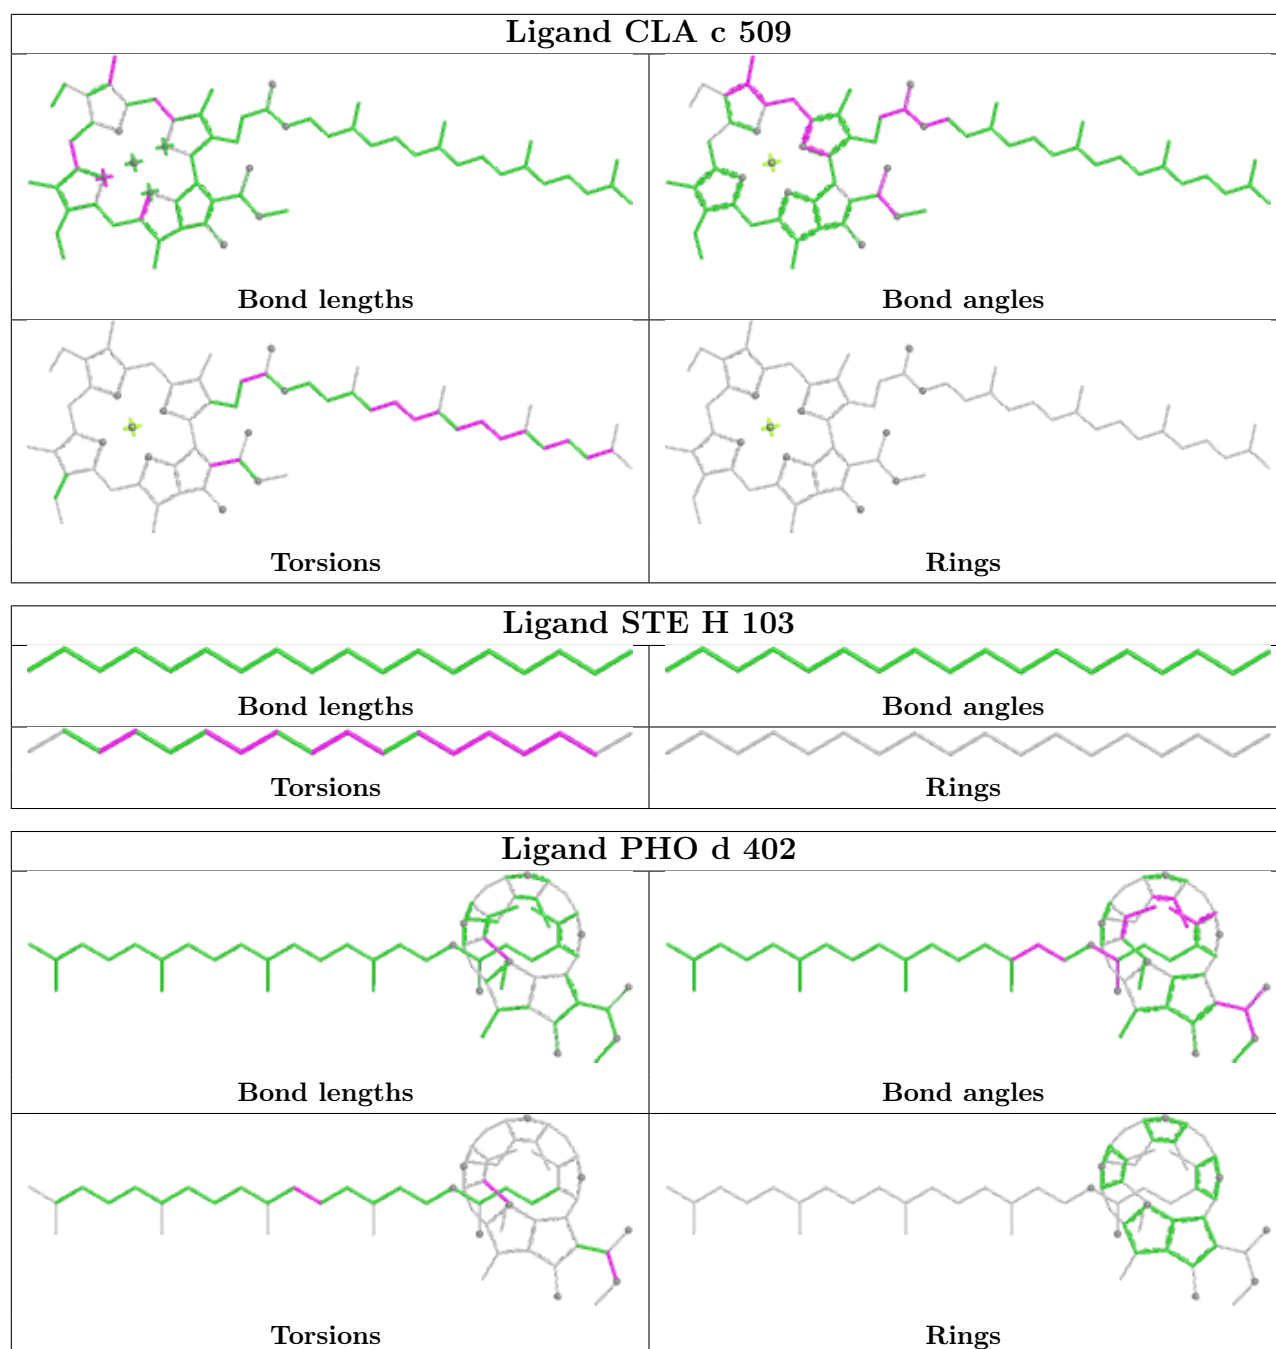 Ligand CLA c 509
Bond lengths
Bond angles
Torsions
Rings
Ligand STE H 103
Bond lengths
Bond angles
Torsions
Rings
Ligand PHO d 402
Bond lengths
Bond angles
Torsions
Rings